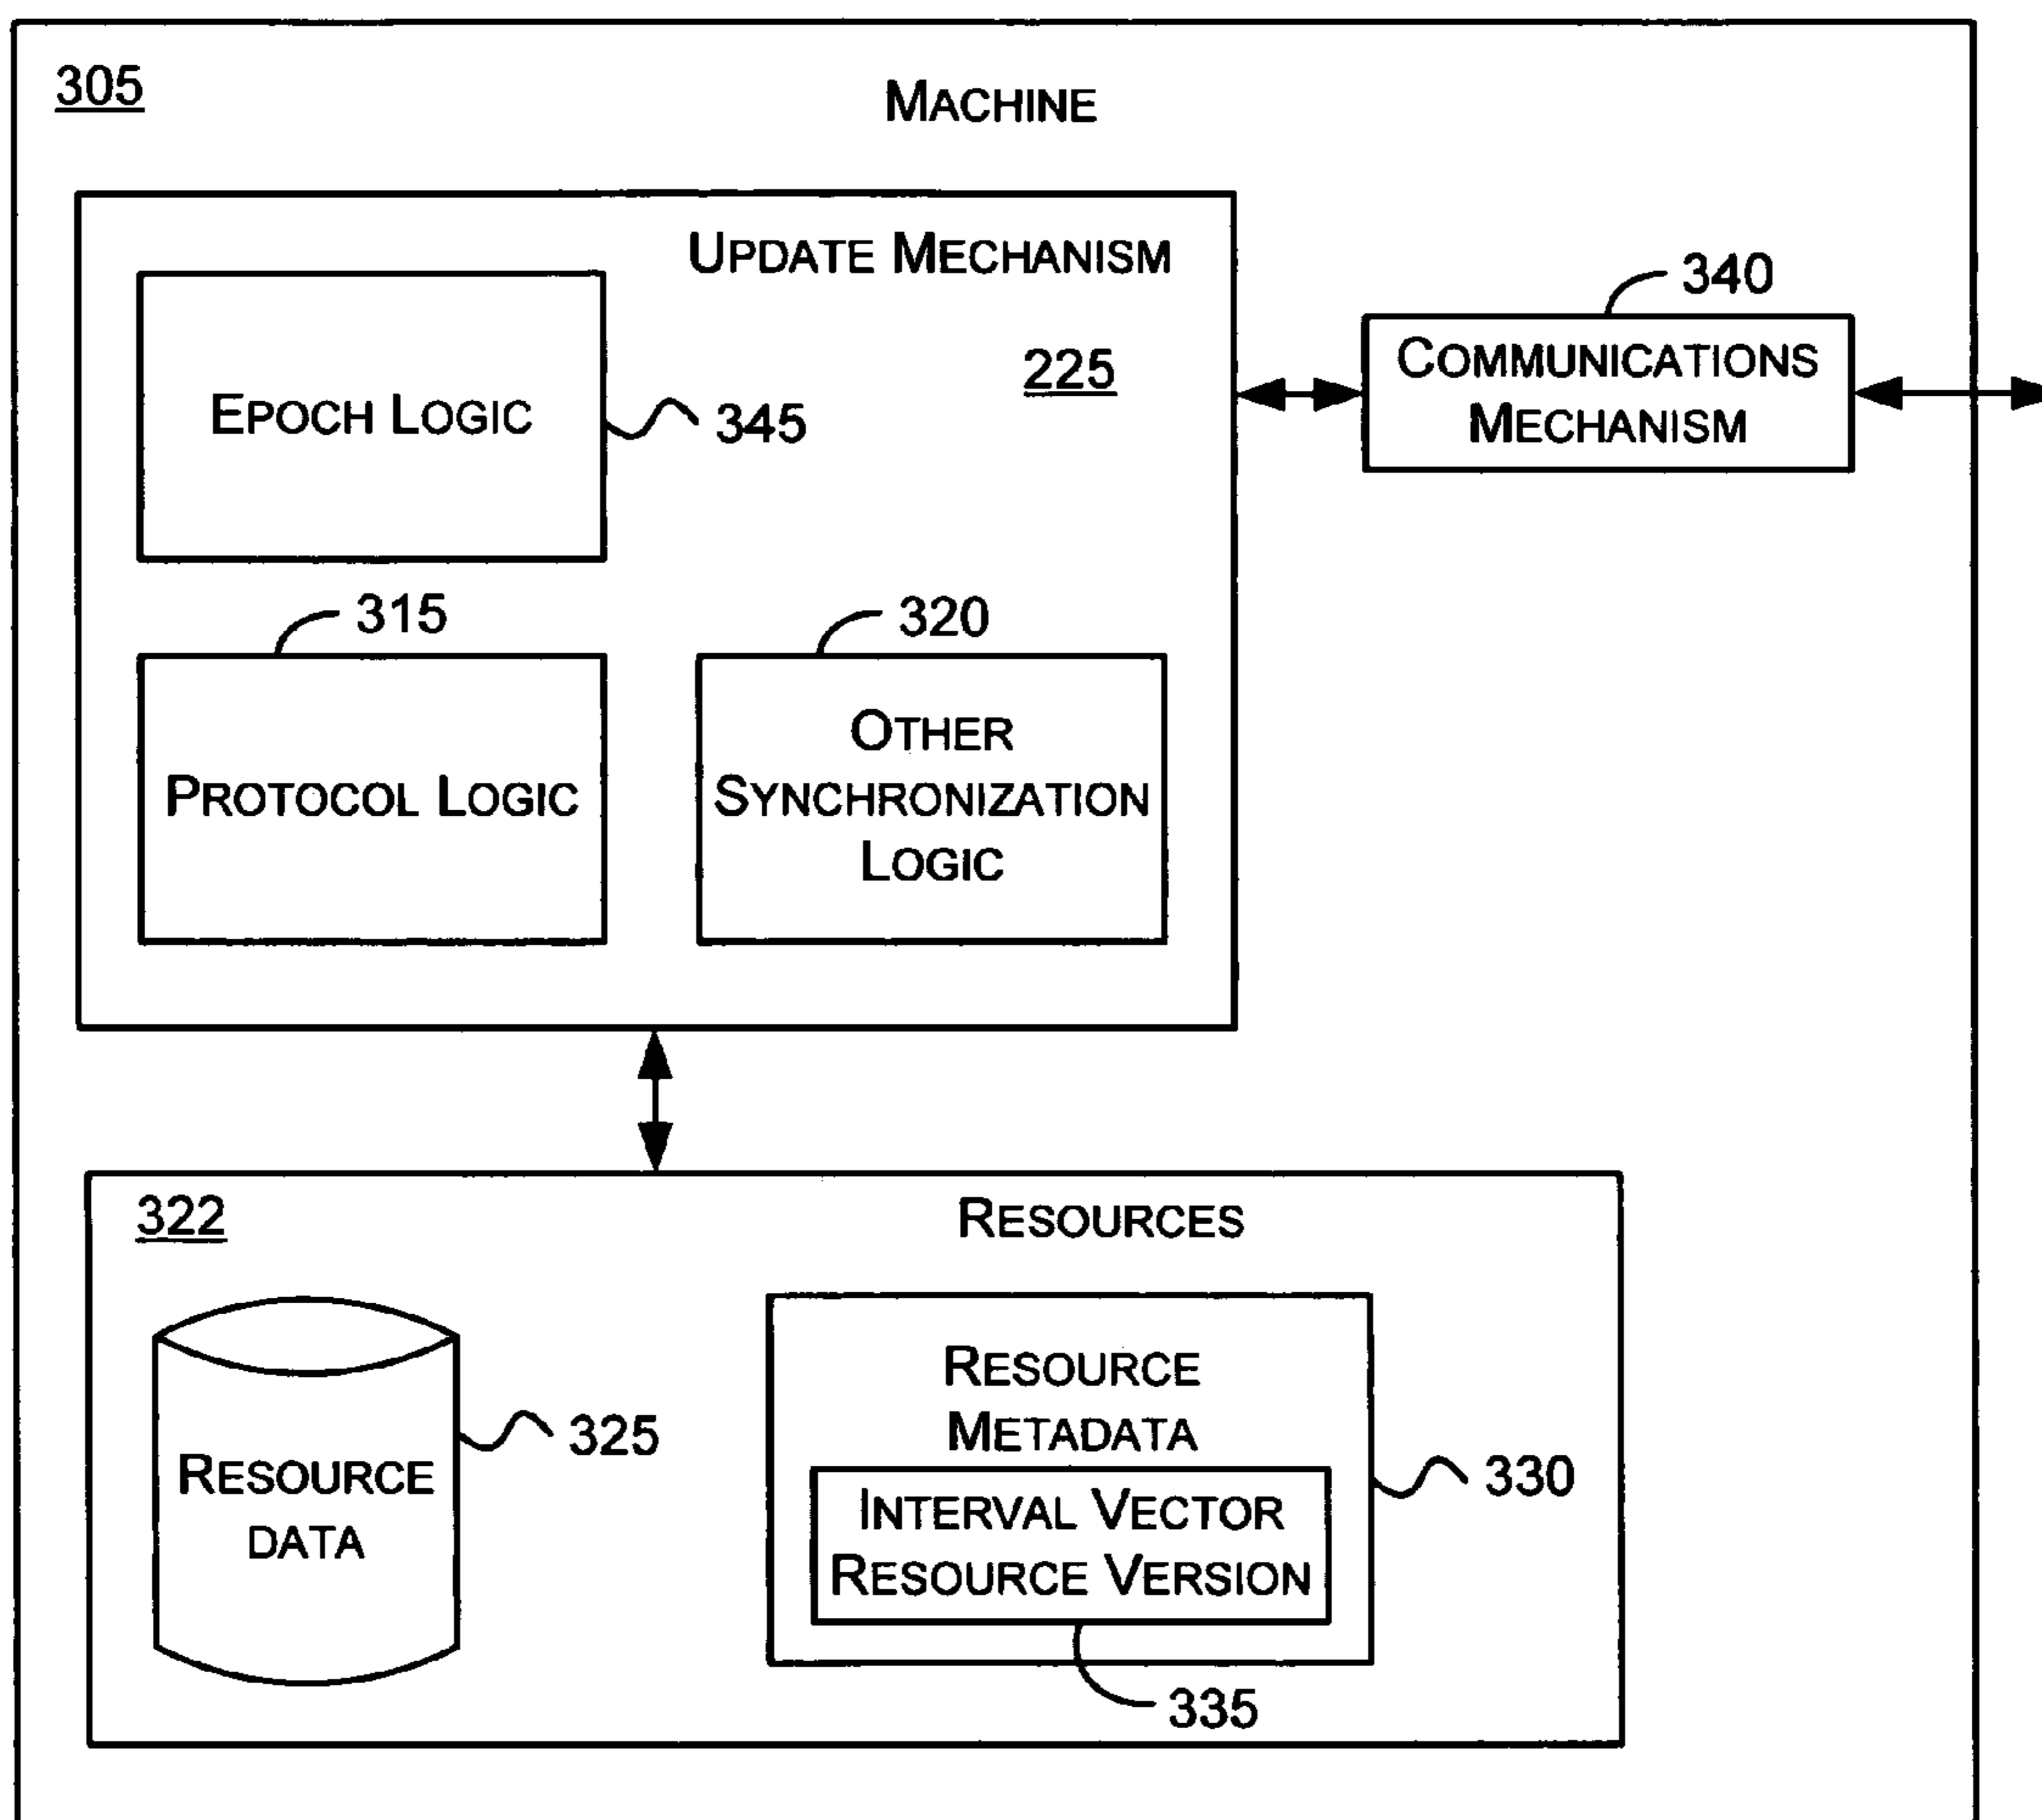 305
MACHINE
UPDATE MECHANISM
225
340
COMMUNICATIONS
MECHANISM
EPOCH LOGIC
345
315
320
PROTOCOL LOGIC
OTHER
SYNCHRONIZATION
LOGIC
322
RESOURCES
RESOURCE
DATA
325
RESOURCE
METADATA
330
INTERVAL VECTOR
RESOURCE VERSION
335